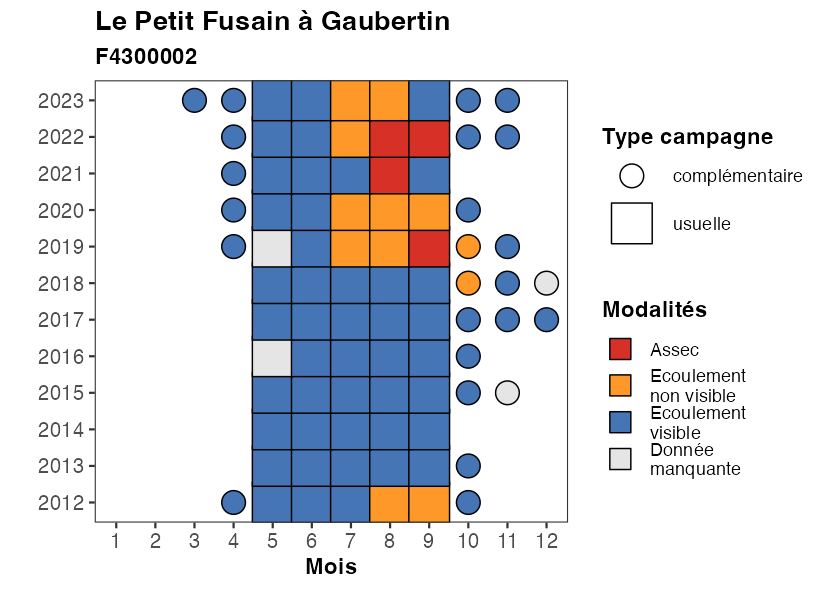 Le Petit Fusain à Gaubertin
F4300002
2023
2022
2021
2020
2019
2018
2017
2016
2015
2014
2013
2012
1 2 3 4 5 6 7 8 9 10 11 12
Mois
Type campagne
complémentaire
usuelle
Modalités
Assec
Ecoulement
non visible
Ecoulement
visible
Donnée
manquante